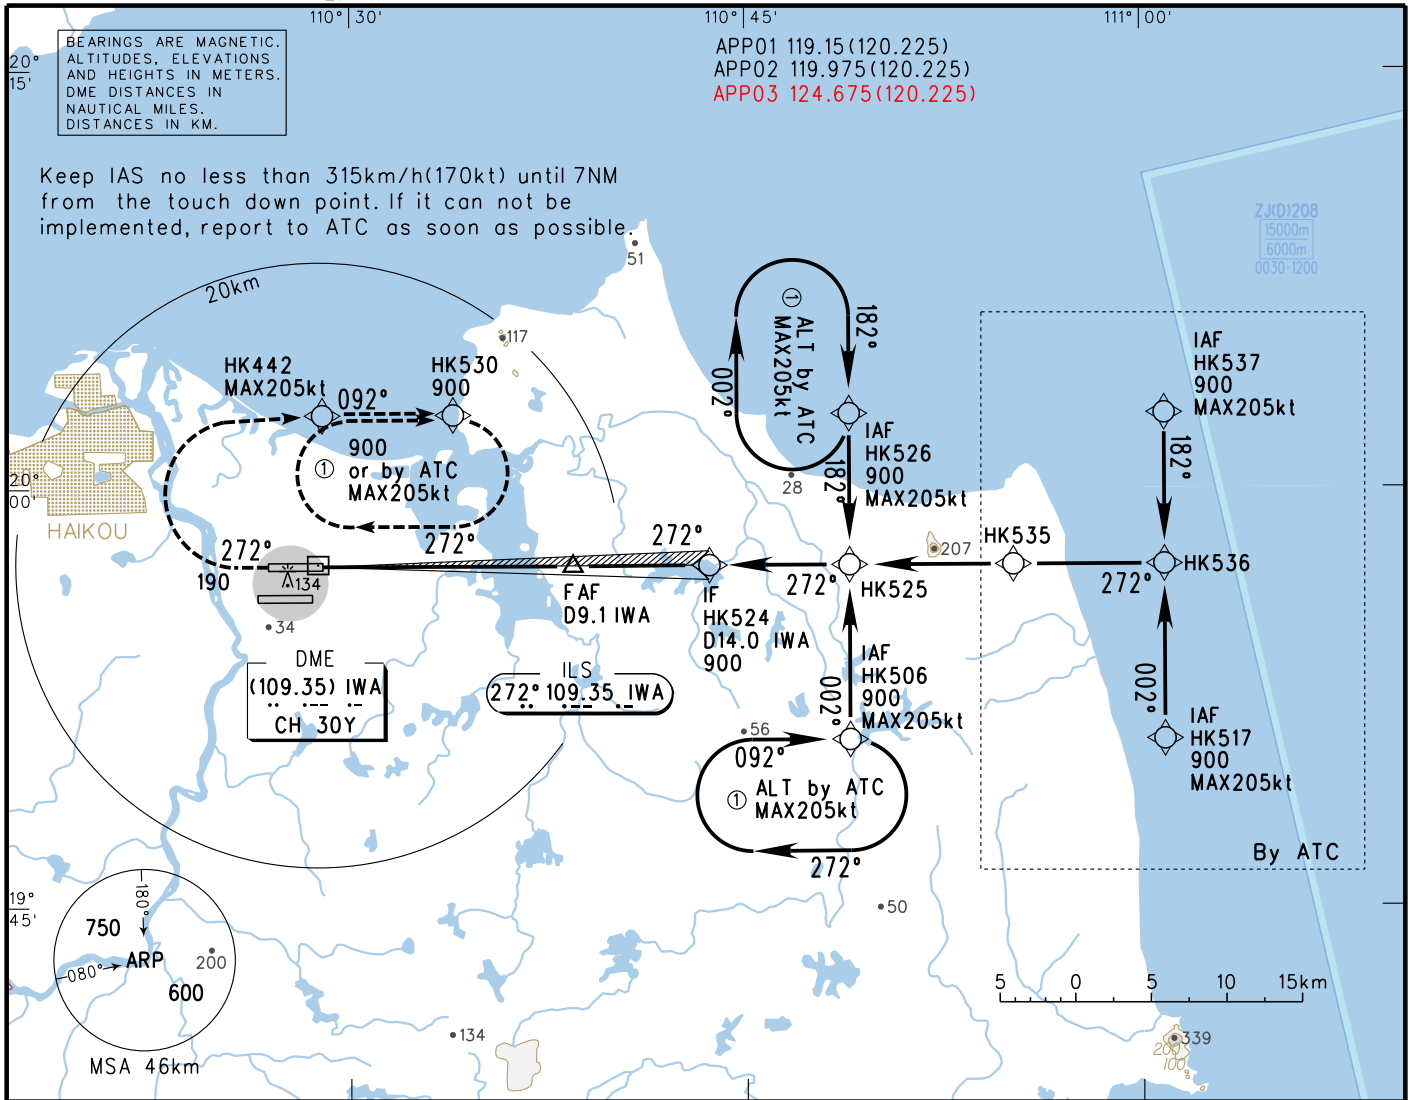 110° 30'
110° 45'
111° 00'
BEARINGS ARE MAGNETIC.
ALTITUDES, ELEVATIONS
AND HEIGHTS IN METERS.
DME DISTANCES IN
NAUTICAL MILES.
DISTANCES IN KM.
20°
15'
APP01 119.15(120.225)
APP02 119.975(120.225)
APP03 124.675(120.225)
Keep IAS no less than 315km/h(170kt) until 7NM
from the touch down point. If it can not be
implemented, report to ATC as soon as possible.
ZJ(D)208
15000m
6000m
0030-1200
51
20km
117
① ALT by ATC
MAX205kt
182°
002°
182°
IAF
HK537
900
MAX205kt
182°
HK442
MAX205kt
092°
HK530
900
900
① or by ATC
MAX205kt
272°
IAF
HK526
900
MAX205kt
28
20°
00'
HAIKOU
272°
190
134
34
272°
FAF
D9.1 IWA
IF
HK524
D14.0 IWA
900
272°
HK525
207
HK535
272°
HK536
DME
(109.35) IWA
·· ·--- ·-
CH 30Y
ILS
272° 109.35 IWA
·· ·--- ·-
IAF
HK506
900
MAX205kt
002°
002°
IAF
HK517
900
MAX205kt
56
092°
① ALT by ATC
MAX205kt
272°
By ATC
19°
45'
180°
750
ARP
080°
200
600
MSA 46km
50
134
5 0 5 15km
339
200
100